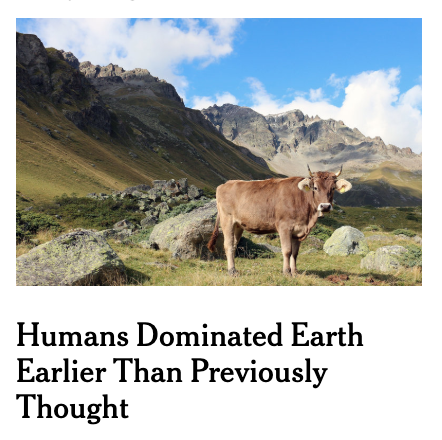 Humans Dominated Earth
Earlier Than Previously
Thought